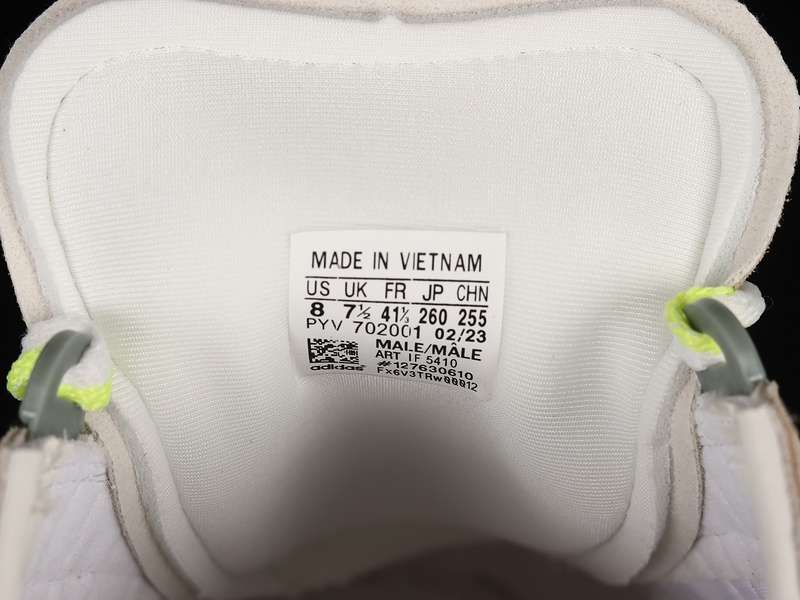 MADE IN VIETNAM
US UK FR JP CHN
8 7½ 41⅓ 260 255
PYV 702001 02/23
MALE/MÂLE
ART IF 5410
#127630610
adidas Fx6V3TRw00012